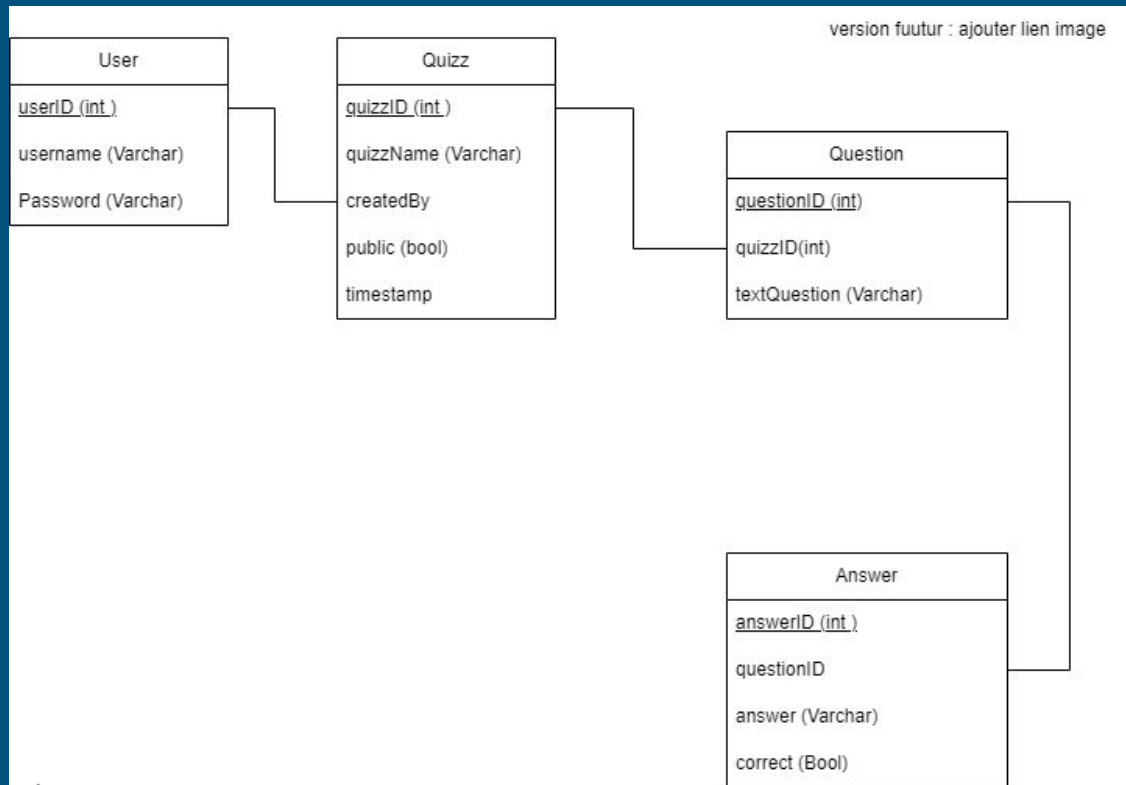 version fuutur : ajouter lien image
User
userID (int )
username (Varchar)
Password (Varchar)
Quizz
quizzID (int )
quizzName (Varchar)
createdBy
public (bool)
timestamp
Question
questionID (int)
quizzID(int)
textQuestion (Varchar)
Answer
answerID (int )
questionID
answer (Varchar)
correct (Bool)